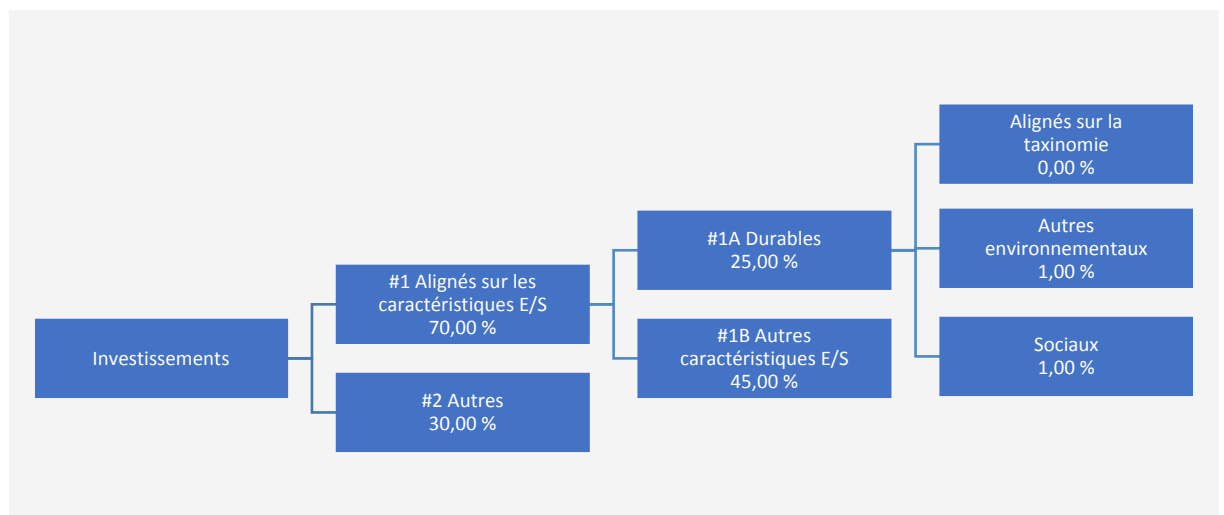 Investissements
#1 Alignés sur les
caractéristiques E/S
70,00 %
#2 Autres
30,00 %
#1A Durables
25,00 %
#1B Autres
caractéristiques E/S
45,00 %
Alignés sur la
taxinomie
0,00 %
Autres
environnementaux
1,00 %
Sociaux
1,00 %